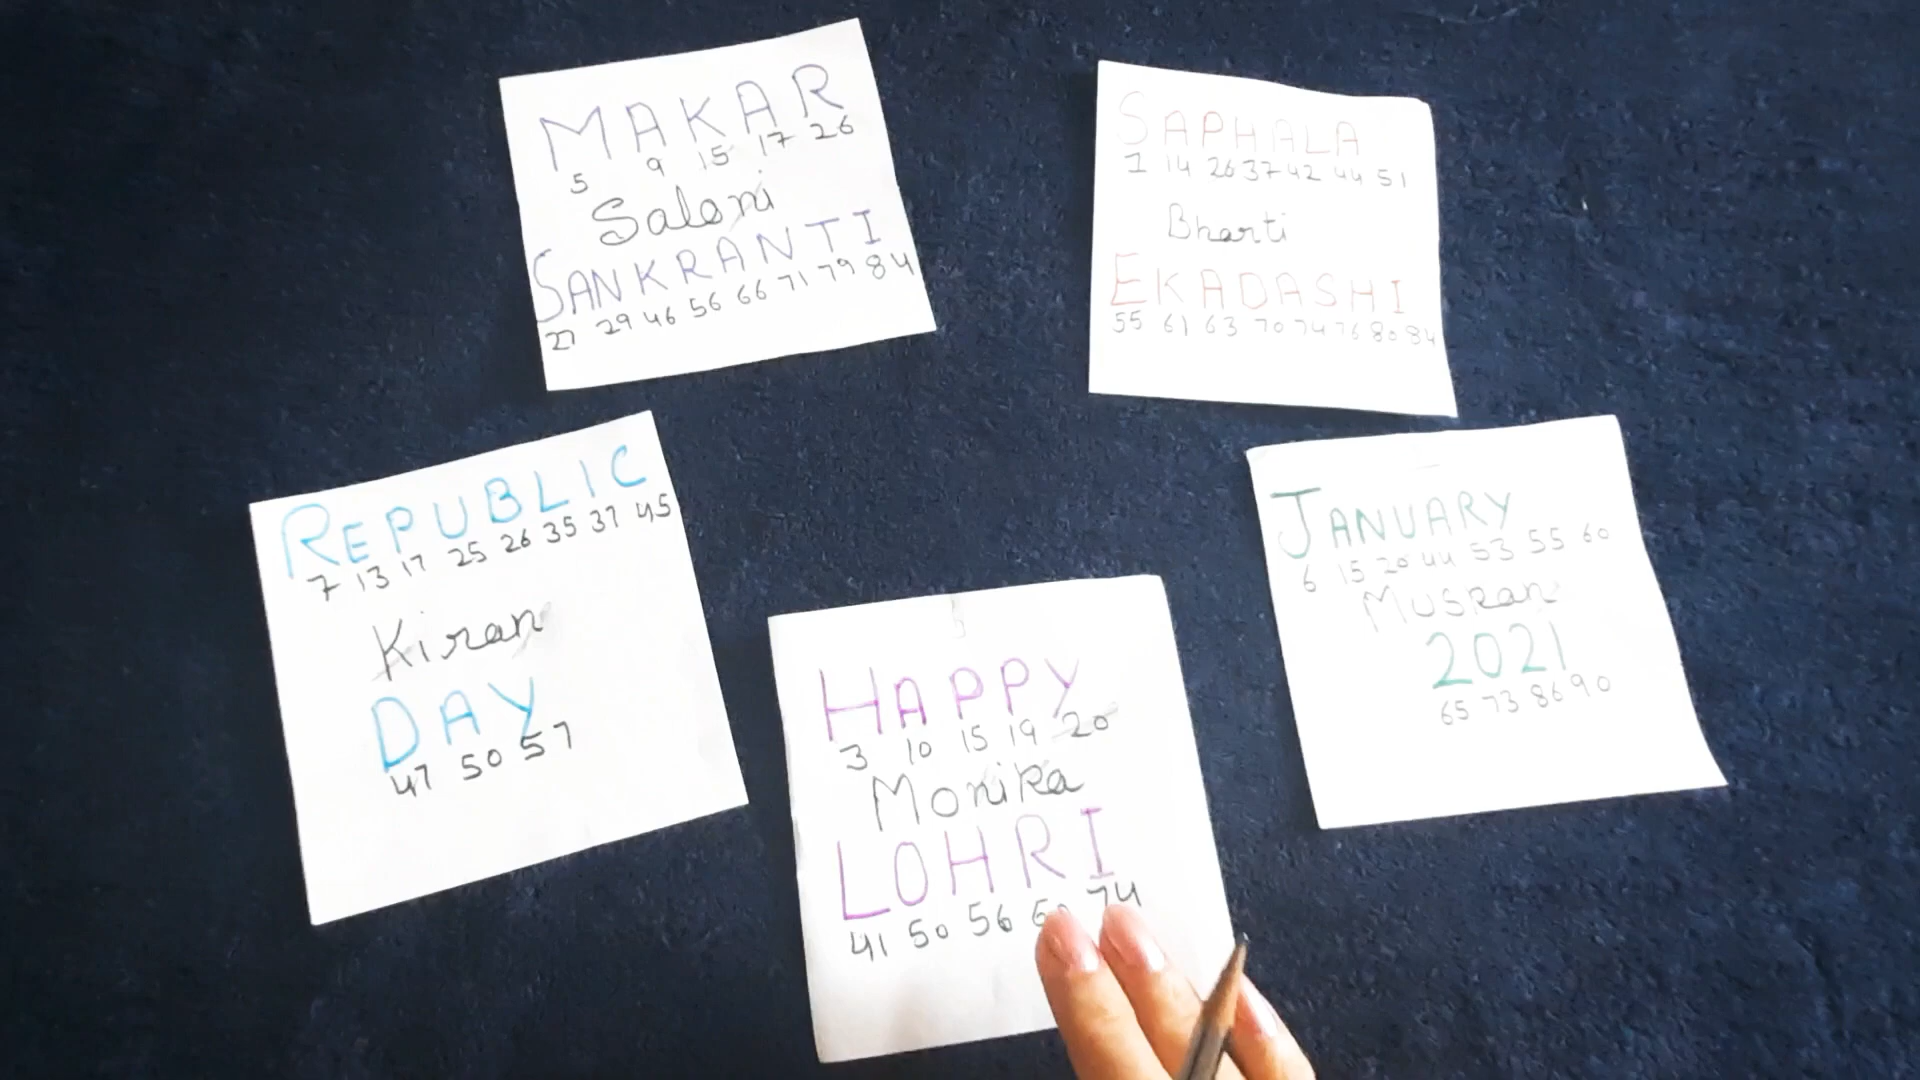 MAKAR
5 9 15 17 26
Saloni
SANKRANTI
27 29 46 56 66 71 79 84
SAPHALA
1 14 26 37 42 44 51
Bharti
EKADASHI
55 61 63 70 74 76 80 84
REPUBLIC
7 13 17 25 26 35 37 45
Kiran
DAY
47 50 57
HAPPY
3 10 15 19 20
Monika
LOHRI
41 50 56 74
JANUARY
6 15 20 44 53 55 60
Muskan
2021
65 73 86 90